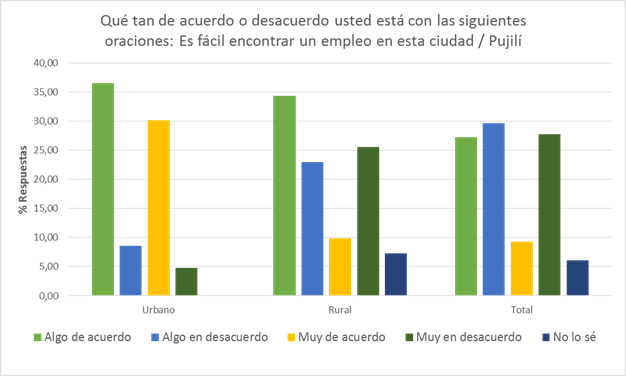 Qué tan de acuerdo o desacuerdo usted está con las siguientes
oraciones: Es fácil encontrar un empleo en esta ciudad / Pujilí
40,00
35,00
30,00
25,00
20,00
15,00
10,00
5,00
0,00
% Respuestas
Urbano Rural Total
Algo de acuerdo Algo en desacuerdo Muy de acuerdo Muy en desacuerdo No lo sé